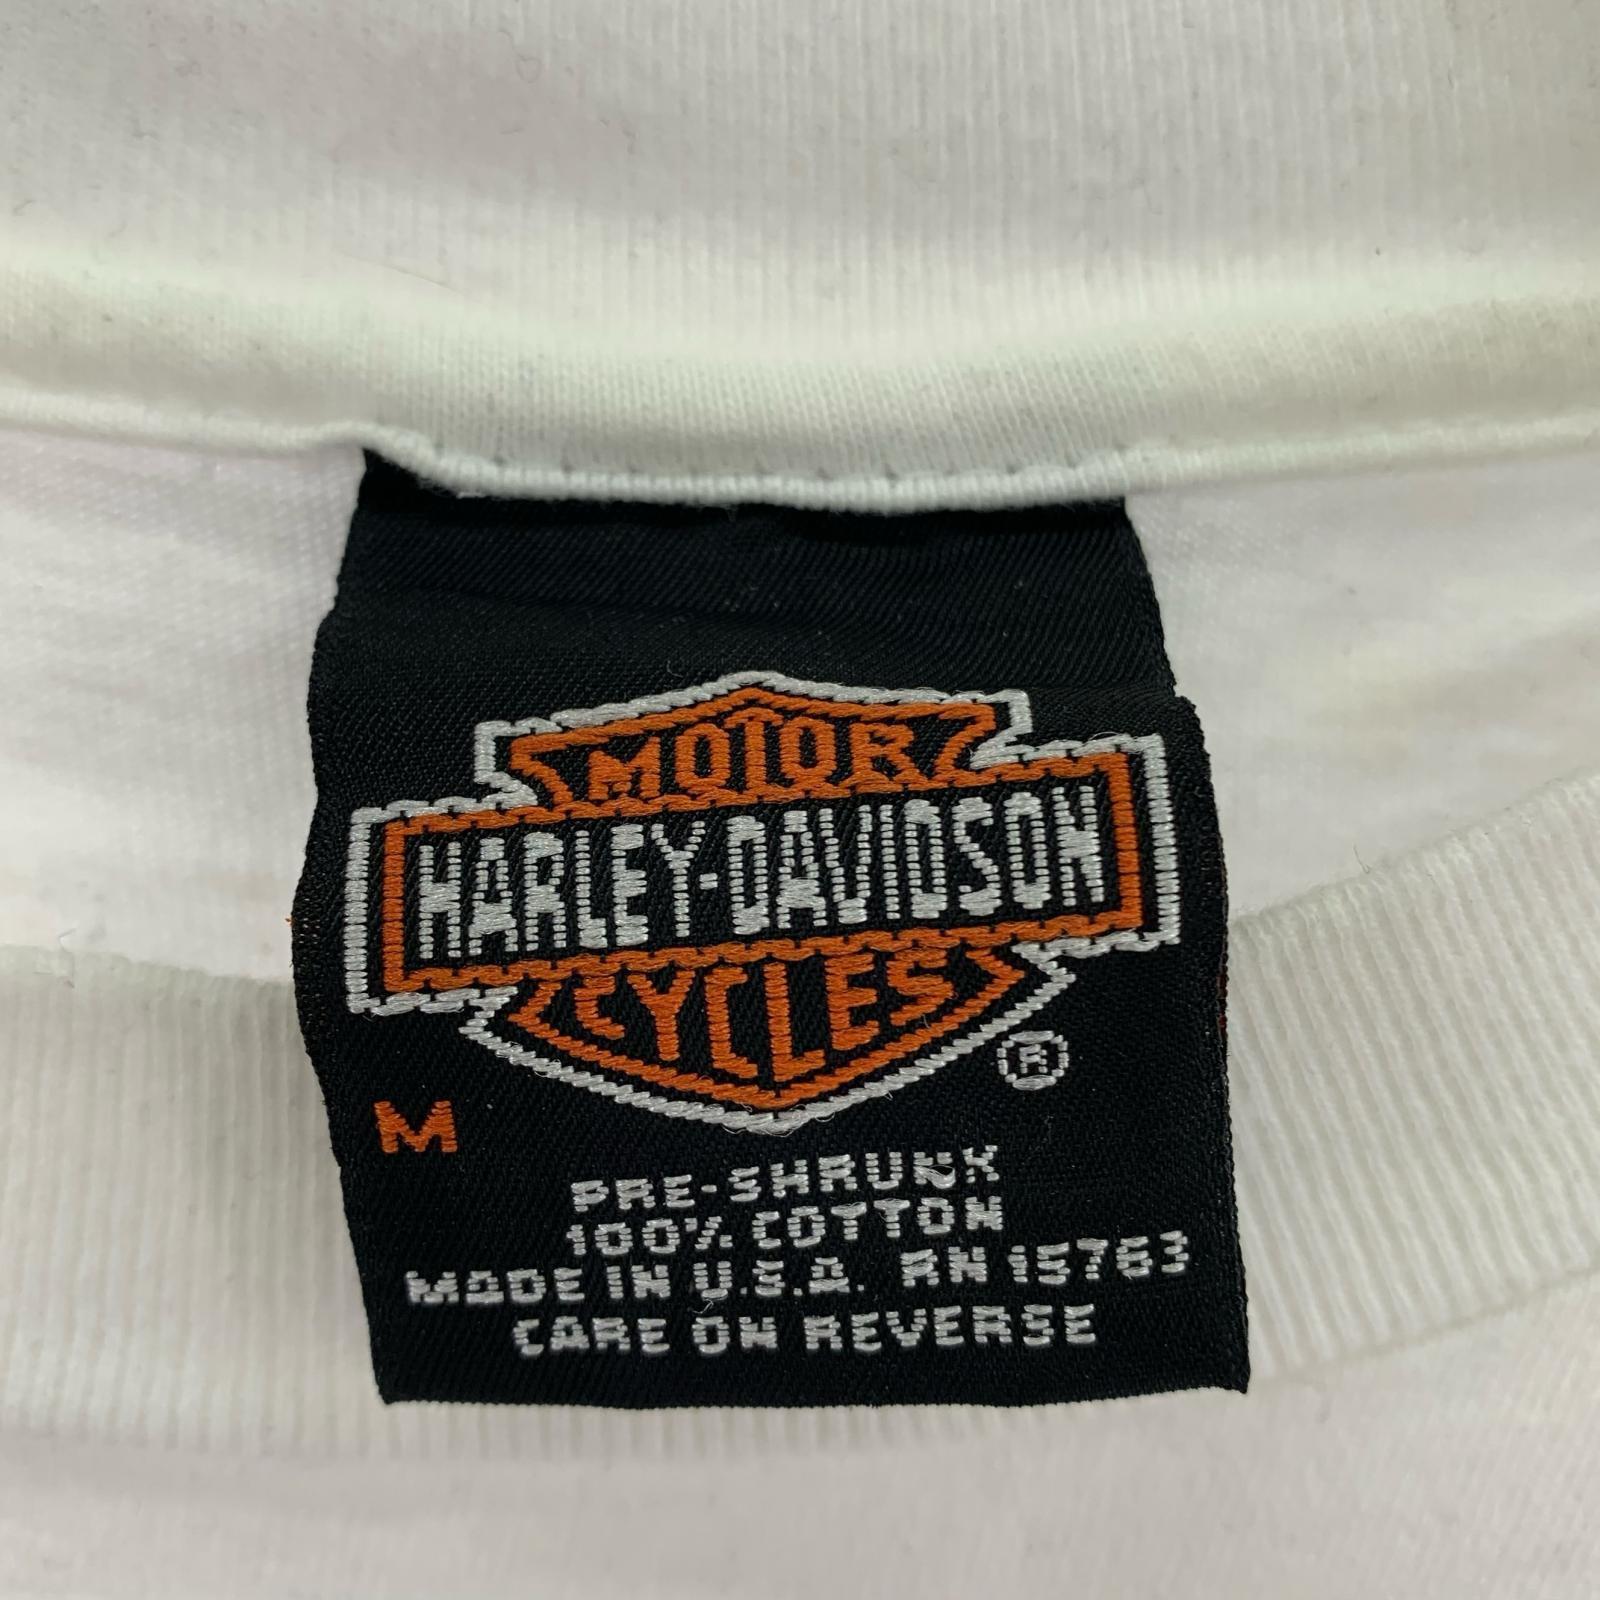 MOTOR
HARLEY-DAVIDSON
CYCLES
®
M
PRE-SHRUNK
100% COTTON
MADE IN U.S.A. RN 15763
CARE ON REVERSE